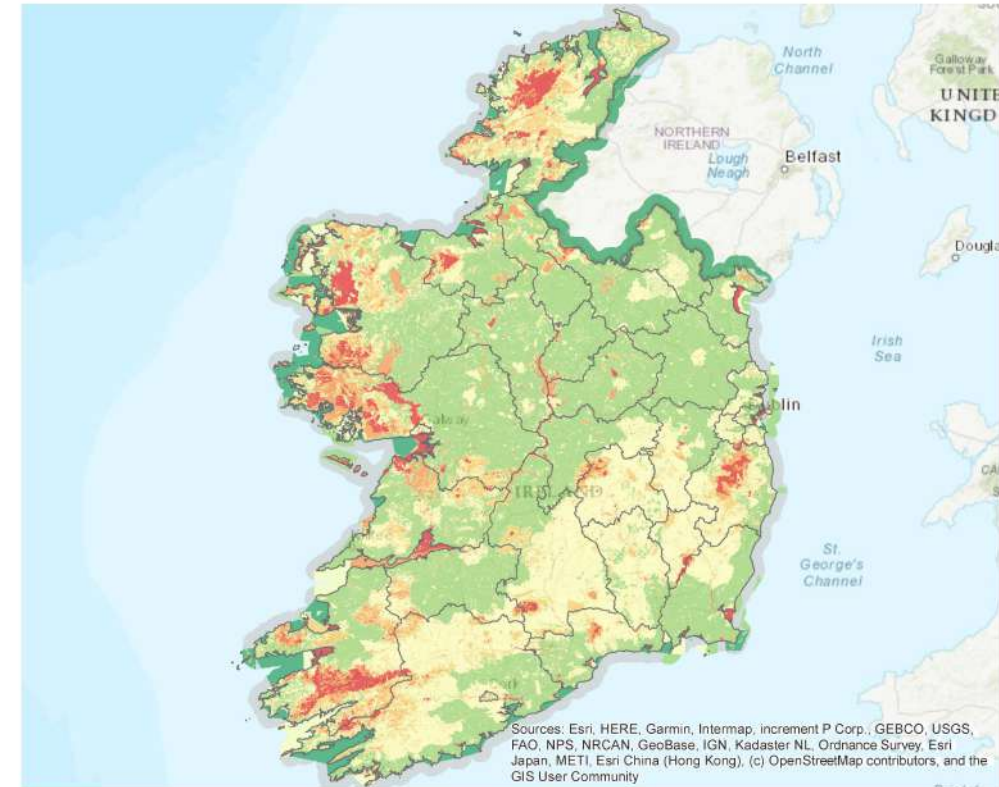 North
Channel
Galloway
Forest Park
UNITE
KINGD
NORTHERN
IRELAND
Lough
Neagh
Belfast
Dougla
Irish
Sea
IRELAND
St.
George's
Channel
Sources: Esri, HERE, Garmin, Intermap, increment P Corp., GEBCO, USGS,
FAO, NPS, NRCAN, GeoBase, IGN, Kadaster NL, Ordnance Survey, Esri
Japan, METI, Esri China (Hong Kong), (c) OpenStreetMap contributors, and the
GIS User Community